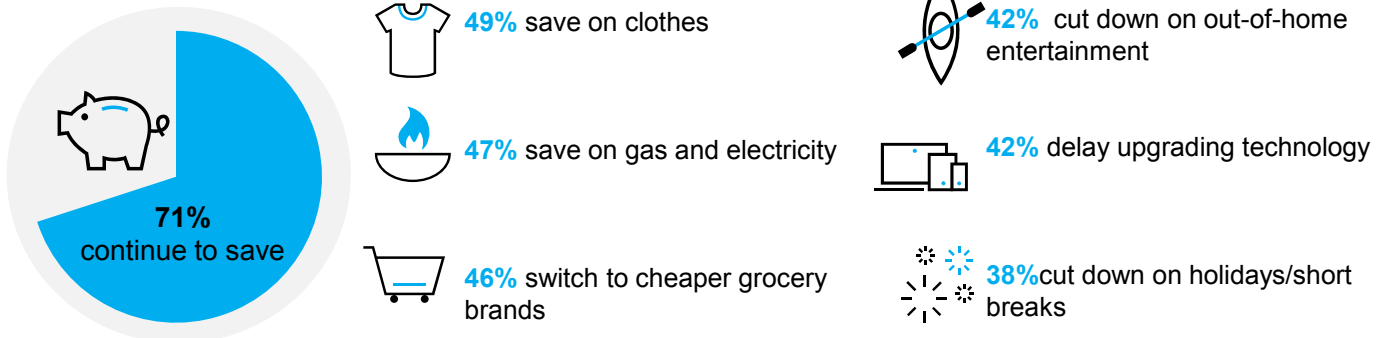 71%
continue to save
49% save on clothes
47% save on gas and electricity
46% switch to cheaper grocery
brands
42% cut down on out-of-home
entertainment
42% delay upgrading technology
38%cut down on holidays/short
breaks